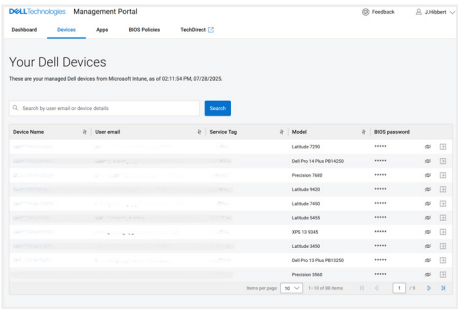 DELLTechnologies Management Portal
Feedback
J.Hibbert
Dashboard Devices Apps BIOS Policies TechDirect
Your Dell Devices
These are your managed Dell devices from Microsoft Intune, as of 02:11:54 PM, 07/28/2025.
Search by user email or device details Search
Device Name User email Service Tag Model BIOS password
Latitude 7290 *****
Dell Pro 14 Plus PB14250 *****
Precision 7680 *****
Latitude 9420 *****
Latitude 7450 *****
Latitude 5455 *****
XPS 13 9345 *****
Latitude 3450 *****
Dell Pro 13 Plus PB13250 *****
Precision 3560 *****
Items per page 10 1-10 of 88 items 1 / 9